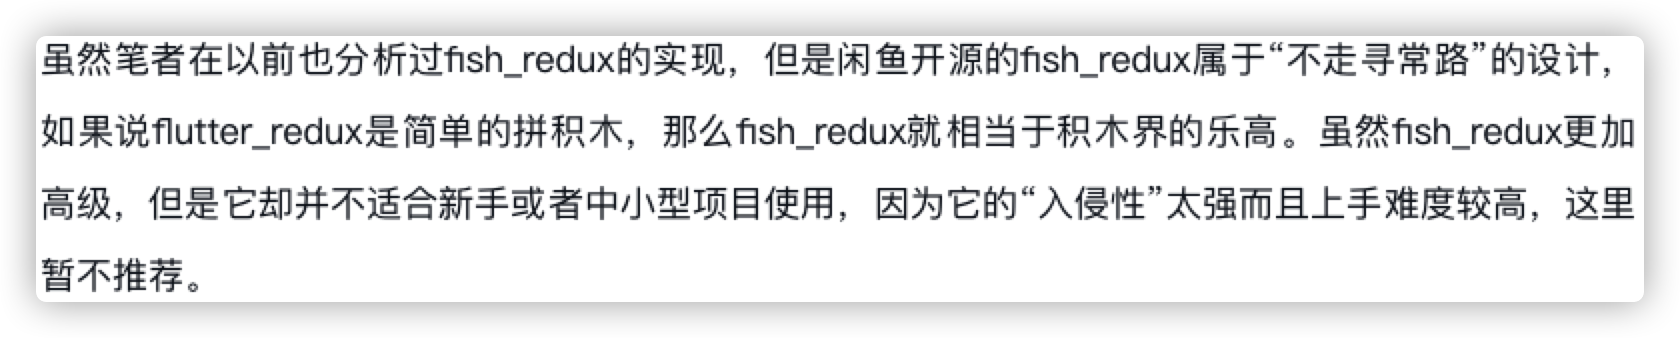 虽然笔者在以前也分析过fish_redux的实现，但是闲鱼开源的fish_redux属于“不走寻常路”的设计，
如果说flutter_redux是简单的拼积木，那么fish_redux就相当于积木界的乐高。虽然fish_redux更加
高级，但是它却并不适合新手或者中小型项目使用，因为它的“入侵性”太强而且上手难度较高，这里
暂不推荐。